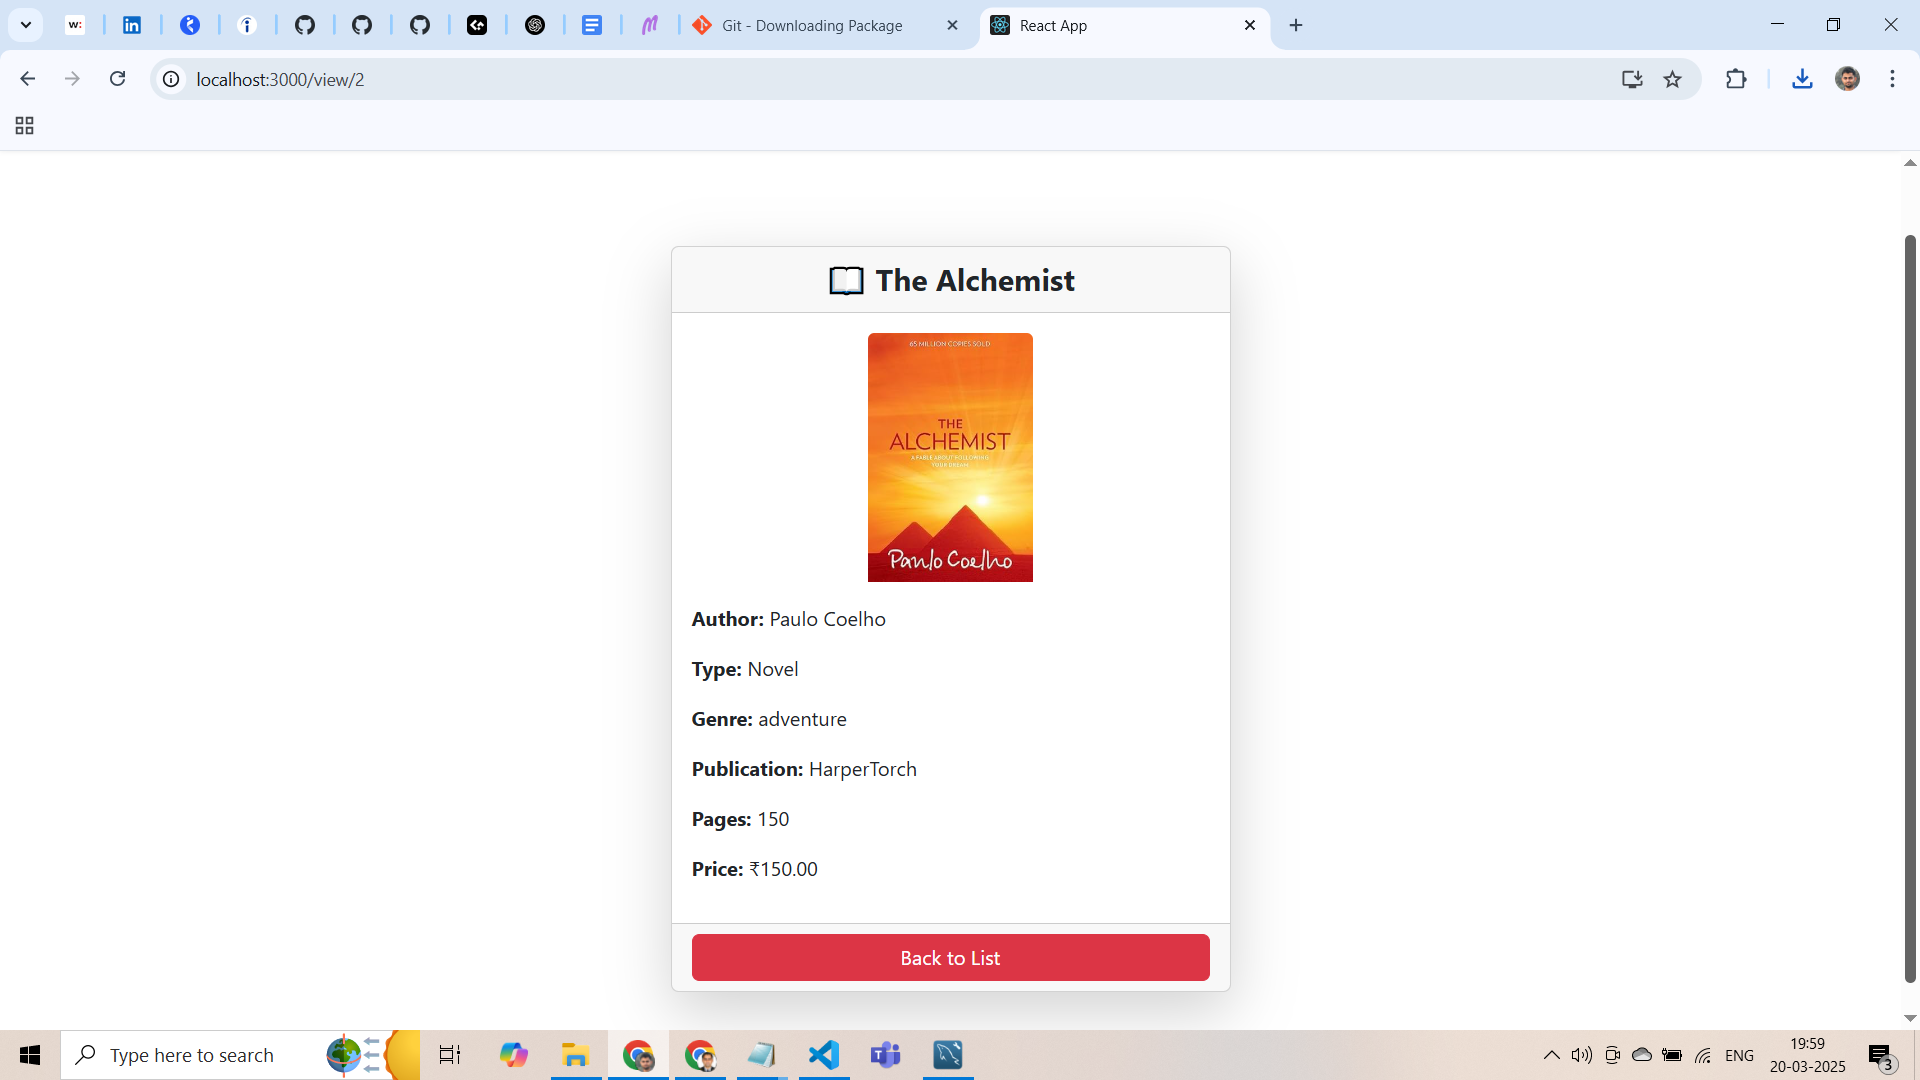 w:
in
Git - Downloading Package
React App
localhost:3000/view/2
The Alchemist
65 MILLION COPIES SOLD
THE
ALCHEMIST
A FABLE ABOUT FOLLOWING
YOUR DREAM
Paulo Coelho
Author: Paulo Coelho
Type: Novel
Genre: adventure
Publication: HarperTorch
Pages: 150
Price: ₹150.00
Back to List
Type here to search
ENG
19:59
20-03-2025
3